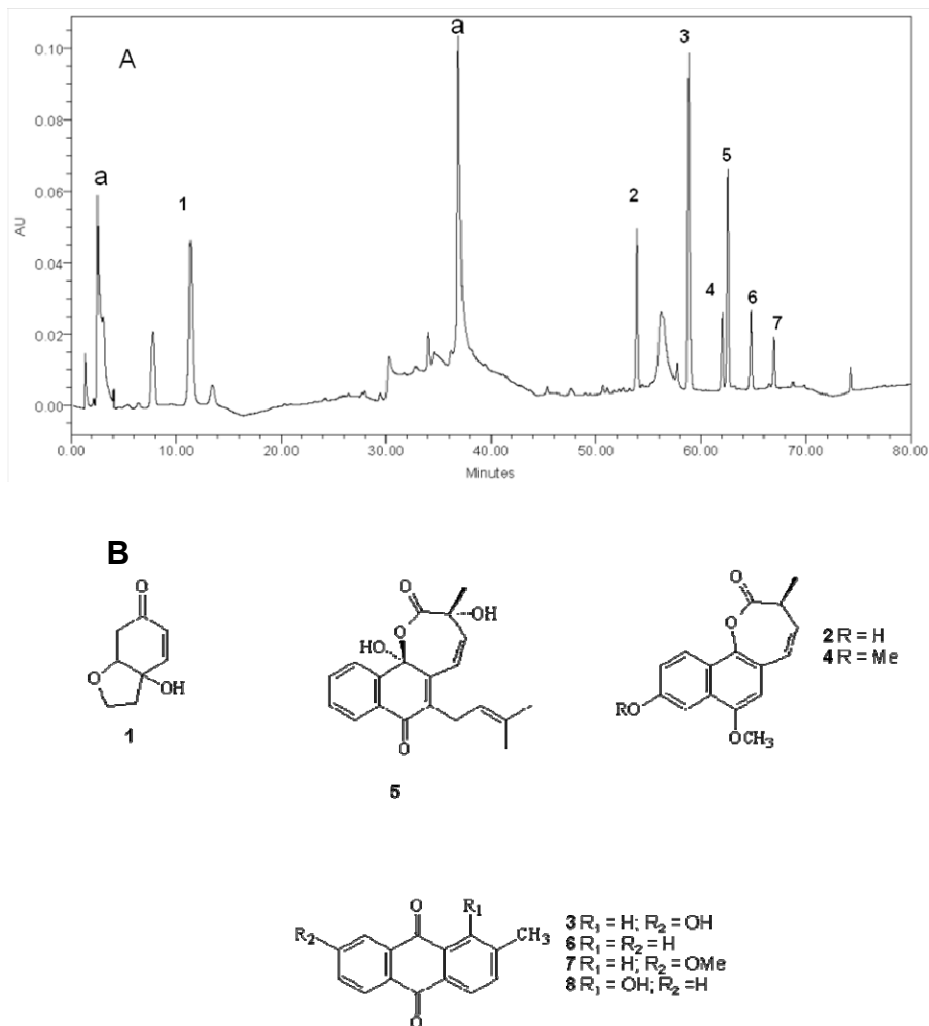 A
a
a
1
2
3
4
5
6
7
AU
0.10
0.08
0.06
0.04
0.02
0.00
0.00 10.00 20.00 30.00 40.00 50.00 60.00 70.00 80.00
Minutes
B
O
O
OH
1
O
O
HO
OH
O
5
O
O
RO
OCH3
2 R = H
4 R = Me
O
R1
R2
CH3
O
3 R1 = H; R2 = OH
6 R1 = R2 = H
7 R1 = H; R2 = OMe
8 R1 = OH; R2 = H